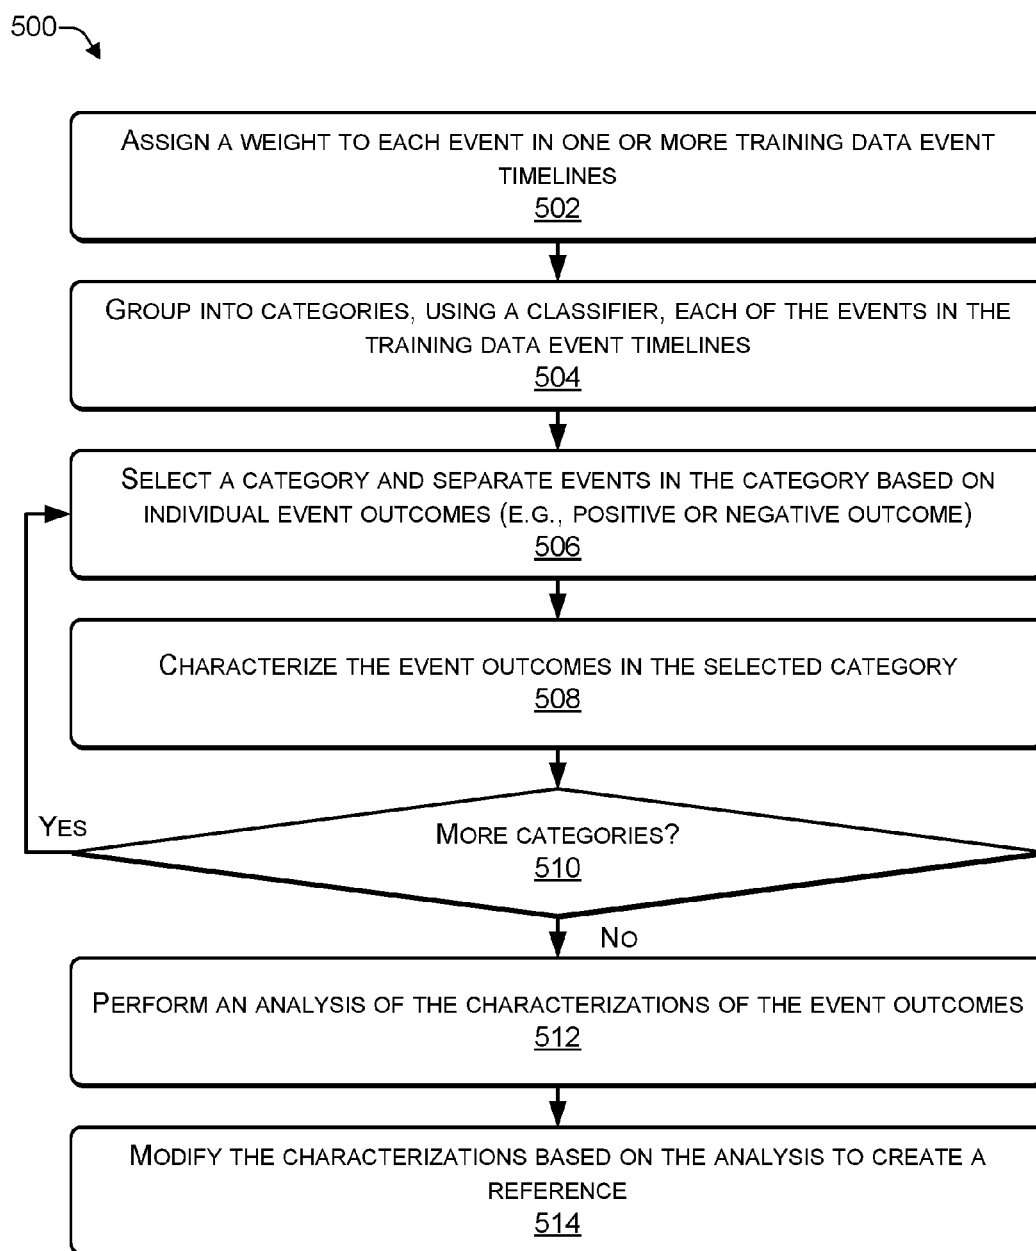 500
ASSIGN A WEIGHT TO EACH EVENT IN ONE OR MORE TRAINING DATA EVENT
TIMELINES
502
GROUP INTO CATEGORIES, USING A CLASSIFIER, EACH OF THE EVENTS IN THE
TRAINING DATA EVENT TIMELINES
504
SELECT A CATEGORY AND SEPARATE EVENTS IN THE CATEGORY BASED ON
INDIVIDUAL EVENT OUTCOMES (E.G., POSITIVE OR NEGATIVE OUTCOME)
506
CHARACTERIZE THE EVENT OUTCOMES IN THE SELECTED CATEGORY
508
YES
MORE CATEGORIES?
510
NO
PERFORM AN ANALYSIS OF THE CHARACTERIZATIONS OF THE EVENT OUTCOMES
512
MODIFY THE CHARACTERIZATIONS BASED ON THE ANALYSIS TO CREATE A
REFERENCE
514